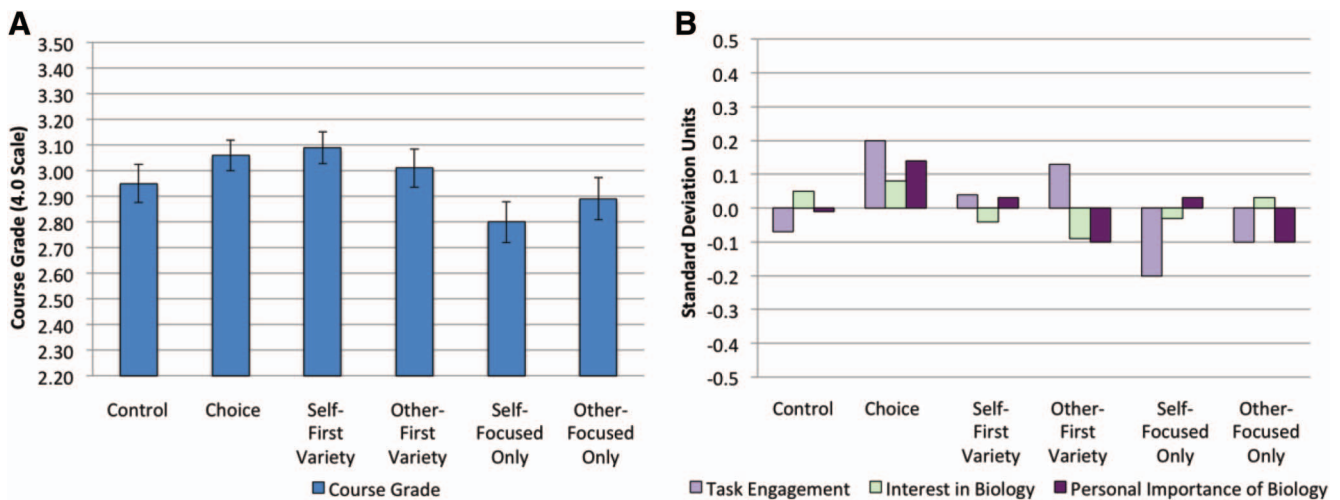 A
Course Grade (4.0 Scale)
3.50
3.40
3.30
3.20
3.10
3.00
2.90
2.80
2.70
2.60
2.50
2.40
2.30
2.20
Control
Choice
Self-
First
Variety
Other-
First
Variety
Self-
Focused
Only
Other-
Focused
Only
Course Grade
B
Standard Deviation Units
0.5
0.4
0.3
0.2
0.1
0.0
-0.1
-0.2
-0.3
-0.4
-0.5
Control
Choice
Self-
First
Variety
Other-
First
Variety
Self-
Focused
Only
Other-
Focused
Only
Task Engagement
Interest in Biology
Personal Importance of Biology